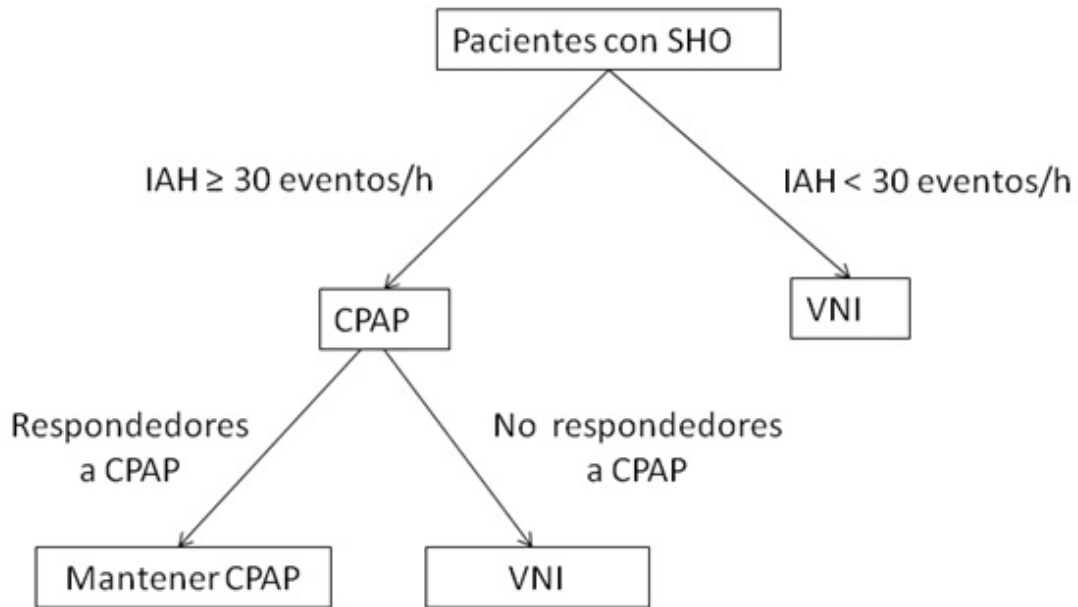 Pacientes con SHO
IAH ≥ 30 eventos/h
IAH < 30 eventos/h
CPAP
VNI
Respondedores
a CPAP
No respondedores
a CPAP
Mantener CPAP
VNI